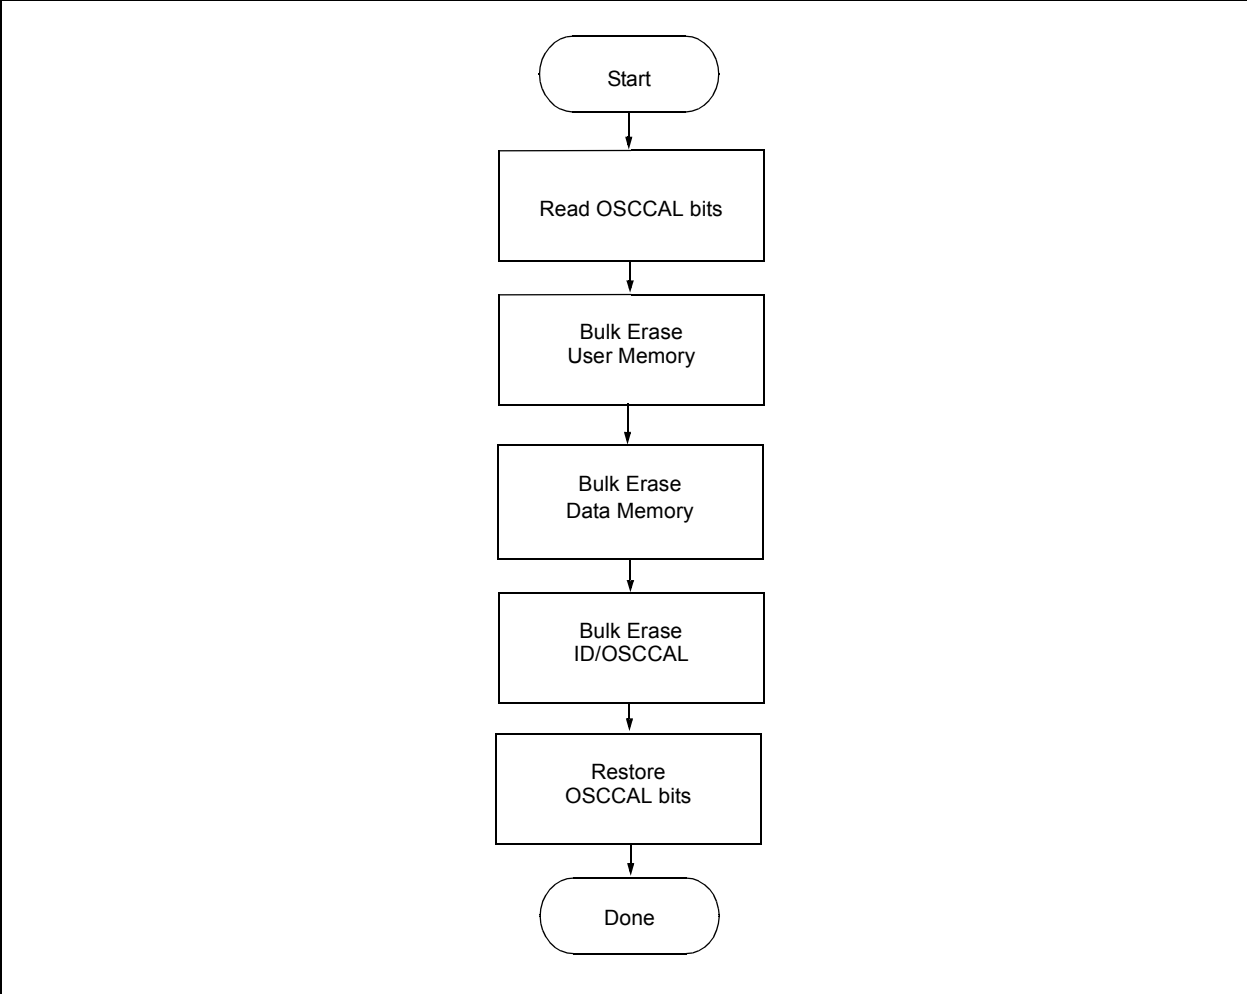 Start
Read OSCCAL bits
Bulk Erase
User Memory
Bulk Erase
Data Memory
Bulk Erase
ID/OSCCAL
Restore
OSCCAL bits
Done